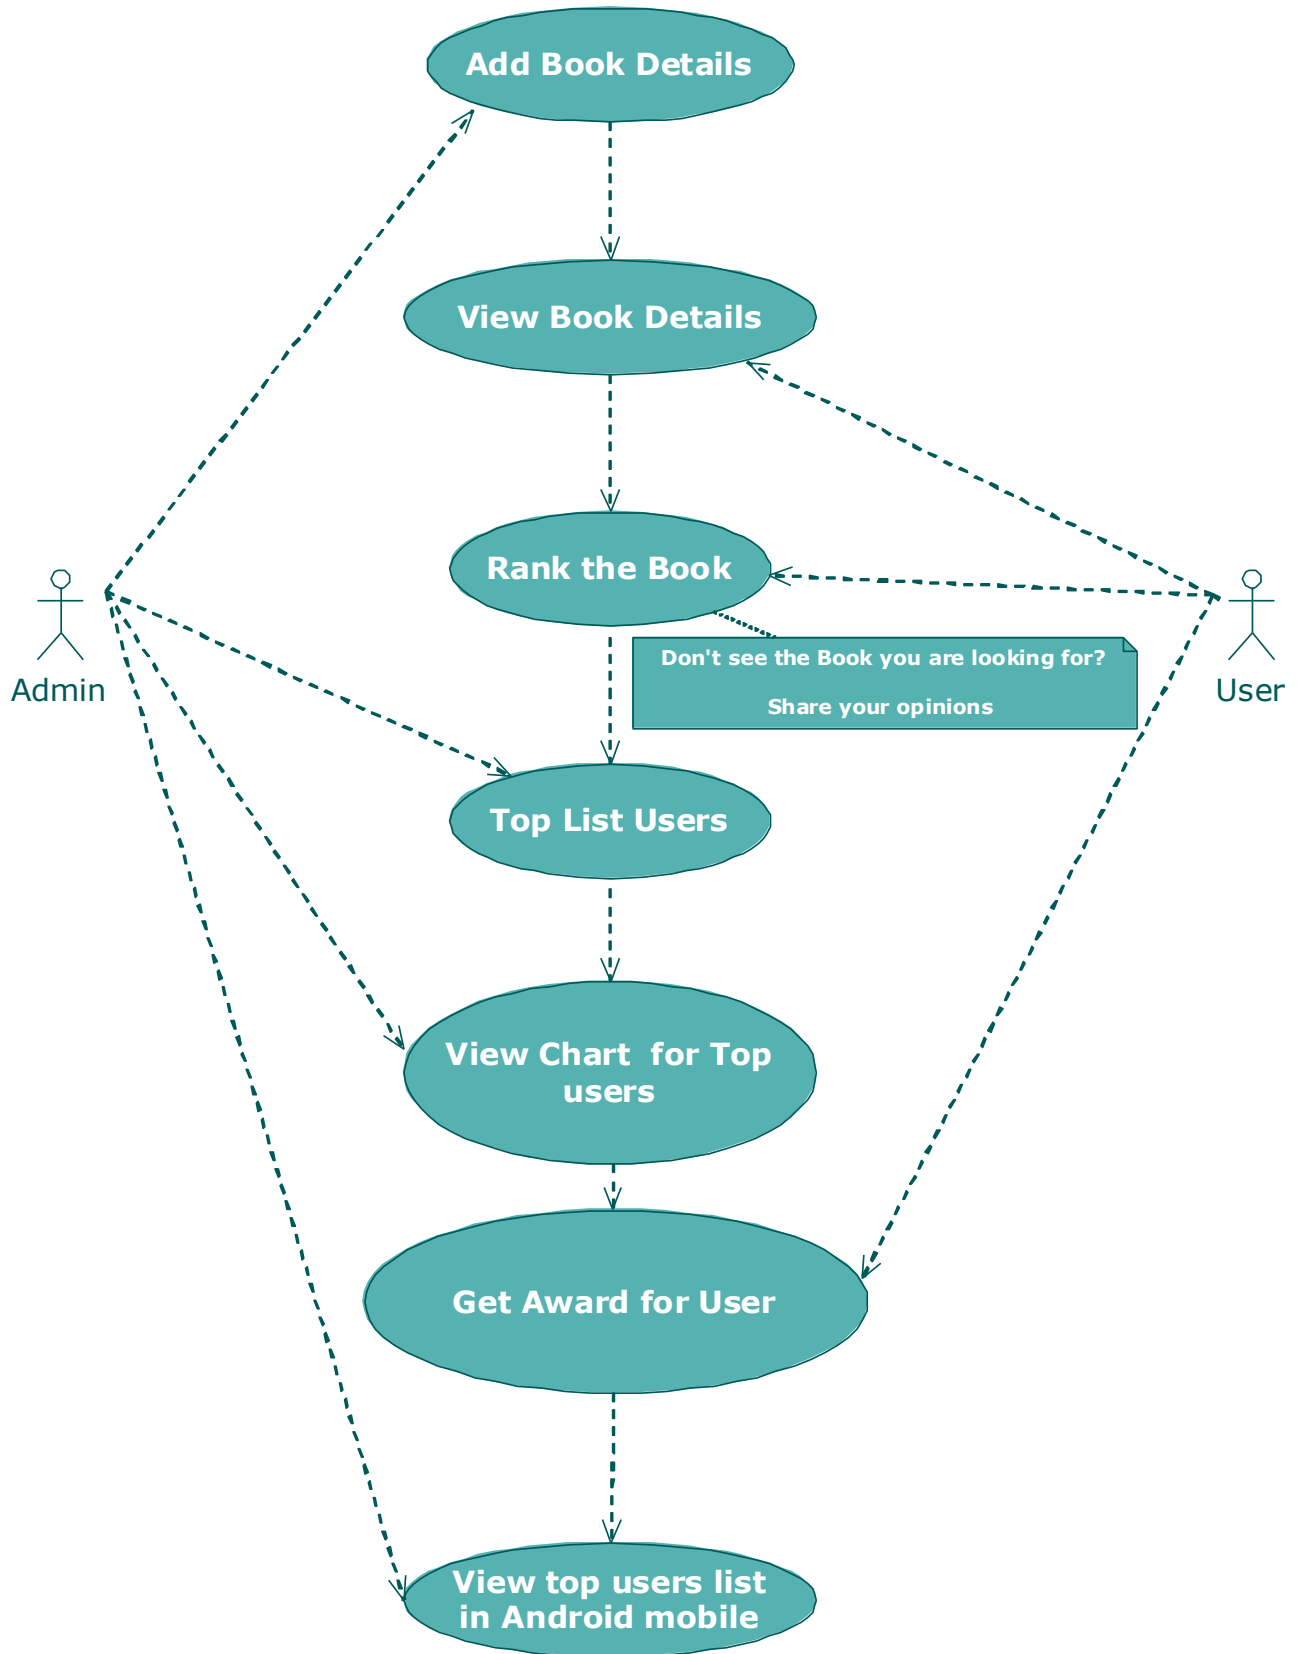 Add Book Details
View Book Details
Rank the Book
Admin
Don't see the Book you are looking for?
Share your opinions
User
Top List Users
View Chart  for Top
users
Get Award for User
View top users list
in Android mobile